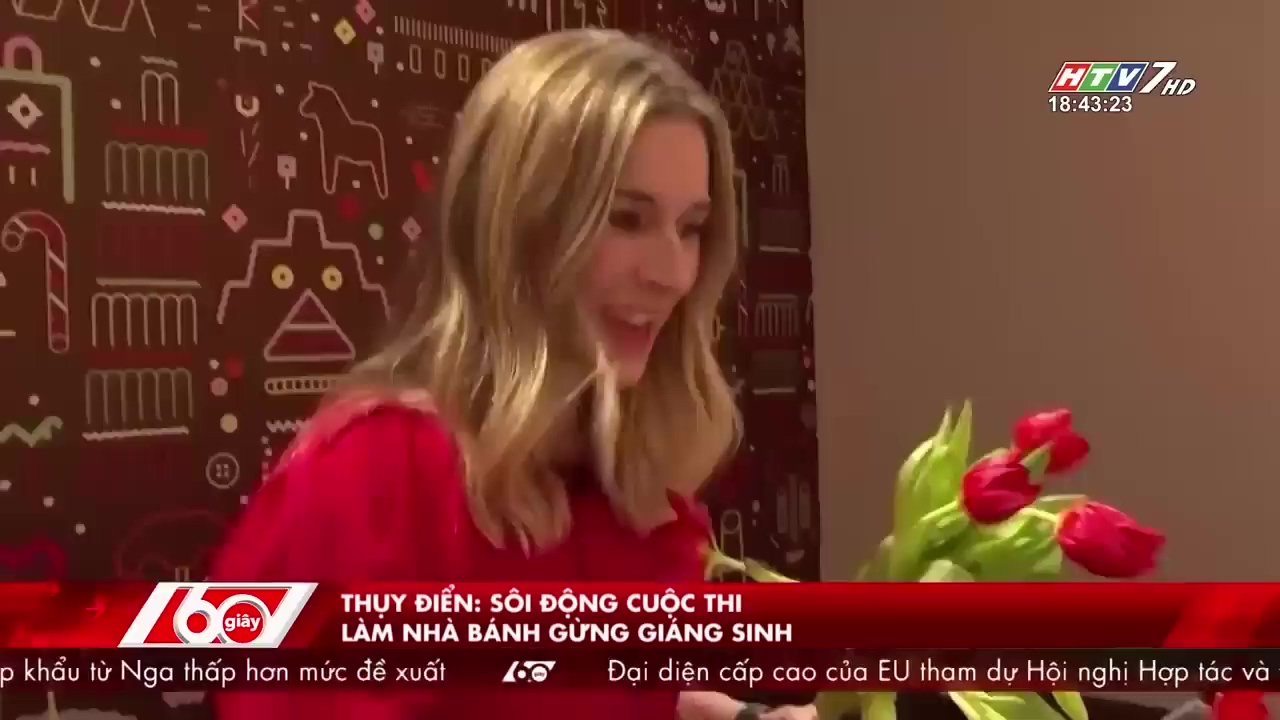 HTV7 HD
18:43:23
60 giây
THỤY ĐIỂN: SÔI ĐỘNG CUỘC THI
LÀM NHÀ BÁNH GỪNG GIÁNG SINH
khẩu từ Nga thấp hơn mức đề xuất 60 Đại diện cấp cao của EU tham dự Hội nghị Hợp tác và